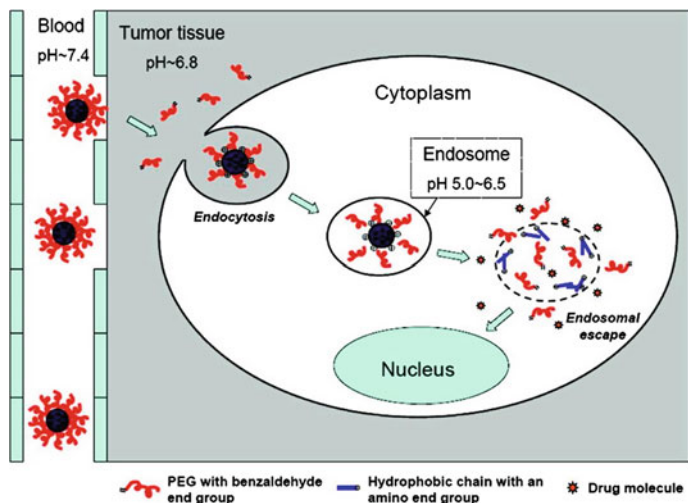 Blood
pH~7.4
Tumor tissue
pH~6.8
Cytoplasm
Endocytosis
Endosome
pH 5.0~6.5
Endosomal
escape
Nucleus
PEG with benzaldehyde
end group
Hydrophobic chain with an
amino end group
Drug molecule